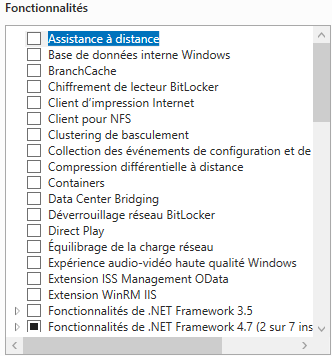 Fonctionnalités
Assistance à distance
Base de données interne Windows
BranchCache
Chiffrement de lecteur BitLocker
Client d’impression Internet
Client pour NFS
Clustering de basculement
Collection des événements de configuration et de
Compression différentielle à distance
Containers
Data Center Bridging
Déverrouillage réseau BitLocker
Direct Play
Équilibrage de la charge réseau
Expérience audio-vidéo haute qualité Windows
Extension ISS Management OData
Extension WinRM IIS
Fonctionnalités de .NET Framework 3.5
Fonctionnalités de .NET Framework 4.7 (2 sur 7 ins